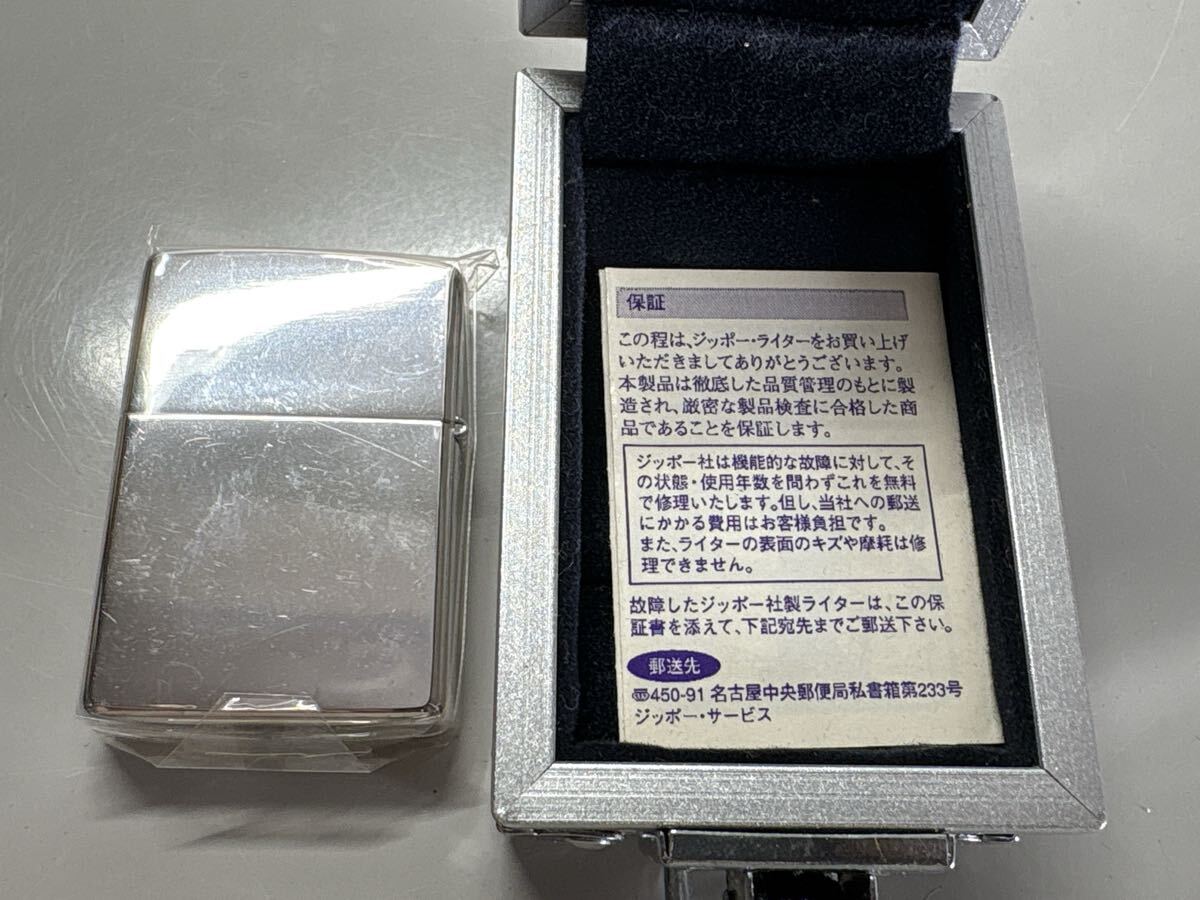 保証
この程は、ジッポー・ライターをお買い上げ
いただきましてありがとうございます。
本製品は徹底した品質管理のもとに製
造され、厳密な製品検査に合格した商
品であることを保証します。
ジッポー社は機能的な故障に対して、そ
の状態・使用年数を問わずこれを無料
で修理いたします。但し、当社への郵送
にかかる費用はお客様負担です。
また、ライターの表面のキズや摩耗は修
理できません。
故障したジッポー社製ライターは、この保
証書を添えて、下記宛先までご郵送下さい。
郵送先
〠450-91 名古屋中央郵便局私書箱第233号
ジッポー・サービス